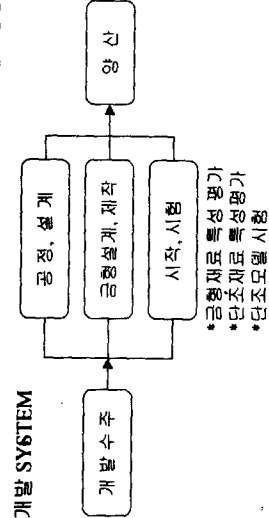 개발 SYSTEM
개 발 수 주
공정, 설 계
금형설계, 제작
시작, 시험
양 산
*금형재료 특성 평가
*단조재료 특성평가
*단조모델 시험